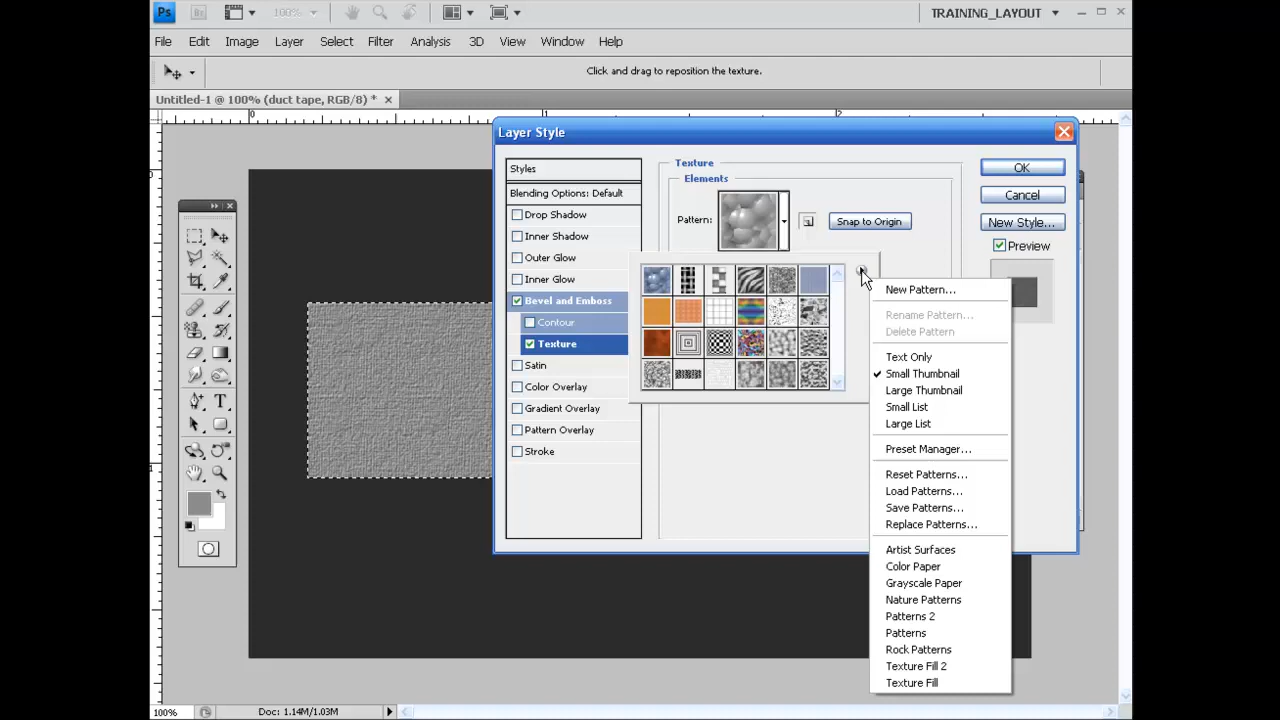 Ps
Br
100%
TRAINING_LAYOUT
File Edit Image Layer Select Filter Analysis 3D View Window Help
Click and drag to reposition the texture.
Untitled-1 @ 100% (duct tape, RGB/8) *
0 1 2
Layer Style
Styles
Blending Options: Default
Drop Shadow
Inner Shadow
Outer Glow
Inner Glow
Bevel and Emboss
Contour
Texture
Satin
Color Overlay
Gradient Overlay
Pattern Overlay
Stroke
Texture
Elements
Pattern:
Snap to Origin
OK
Cancel
New Style...
Preview
New Pattern...
Rename Pattern...
Delete Pattern
Text Only
Small Thumbnail
Large Thumbnail
Small List
Large List
Preset Manager...
Reset Patterns...
Load Patterns...
Save Patterns...
Replace Patterns...
Artist Surfaces
Color Paper
Grayscale Paper
Nature Patterns
Patterns 2
Patterns
Rock Patterns
Texture Fill 2
Texture Fill
100%
Doc: 1.14M/1.03M